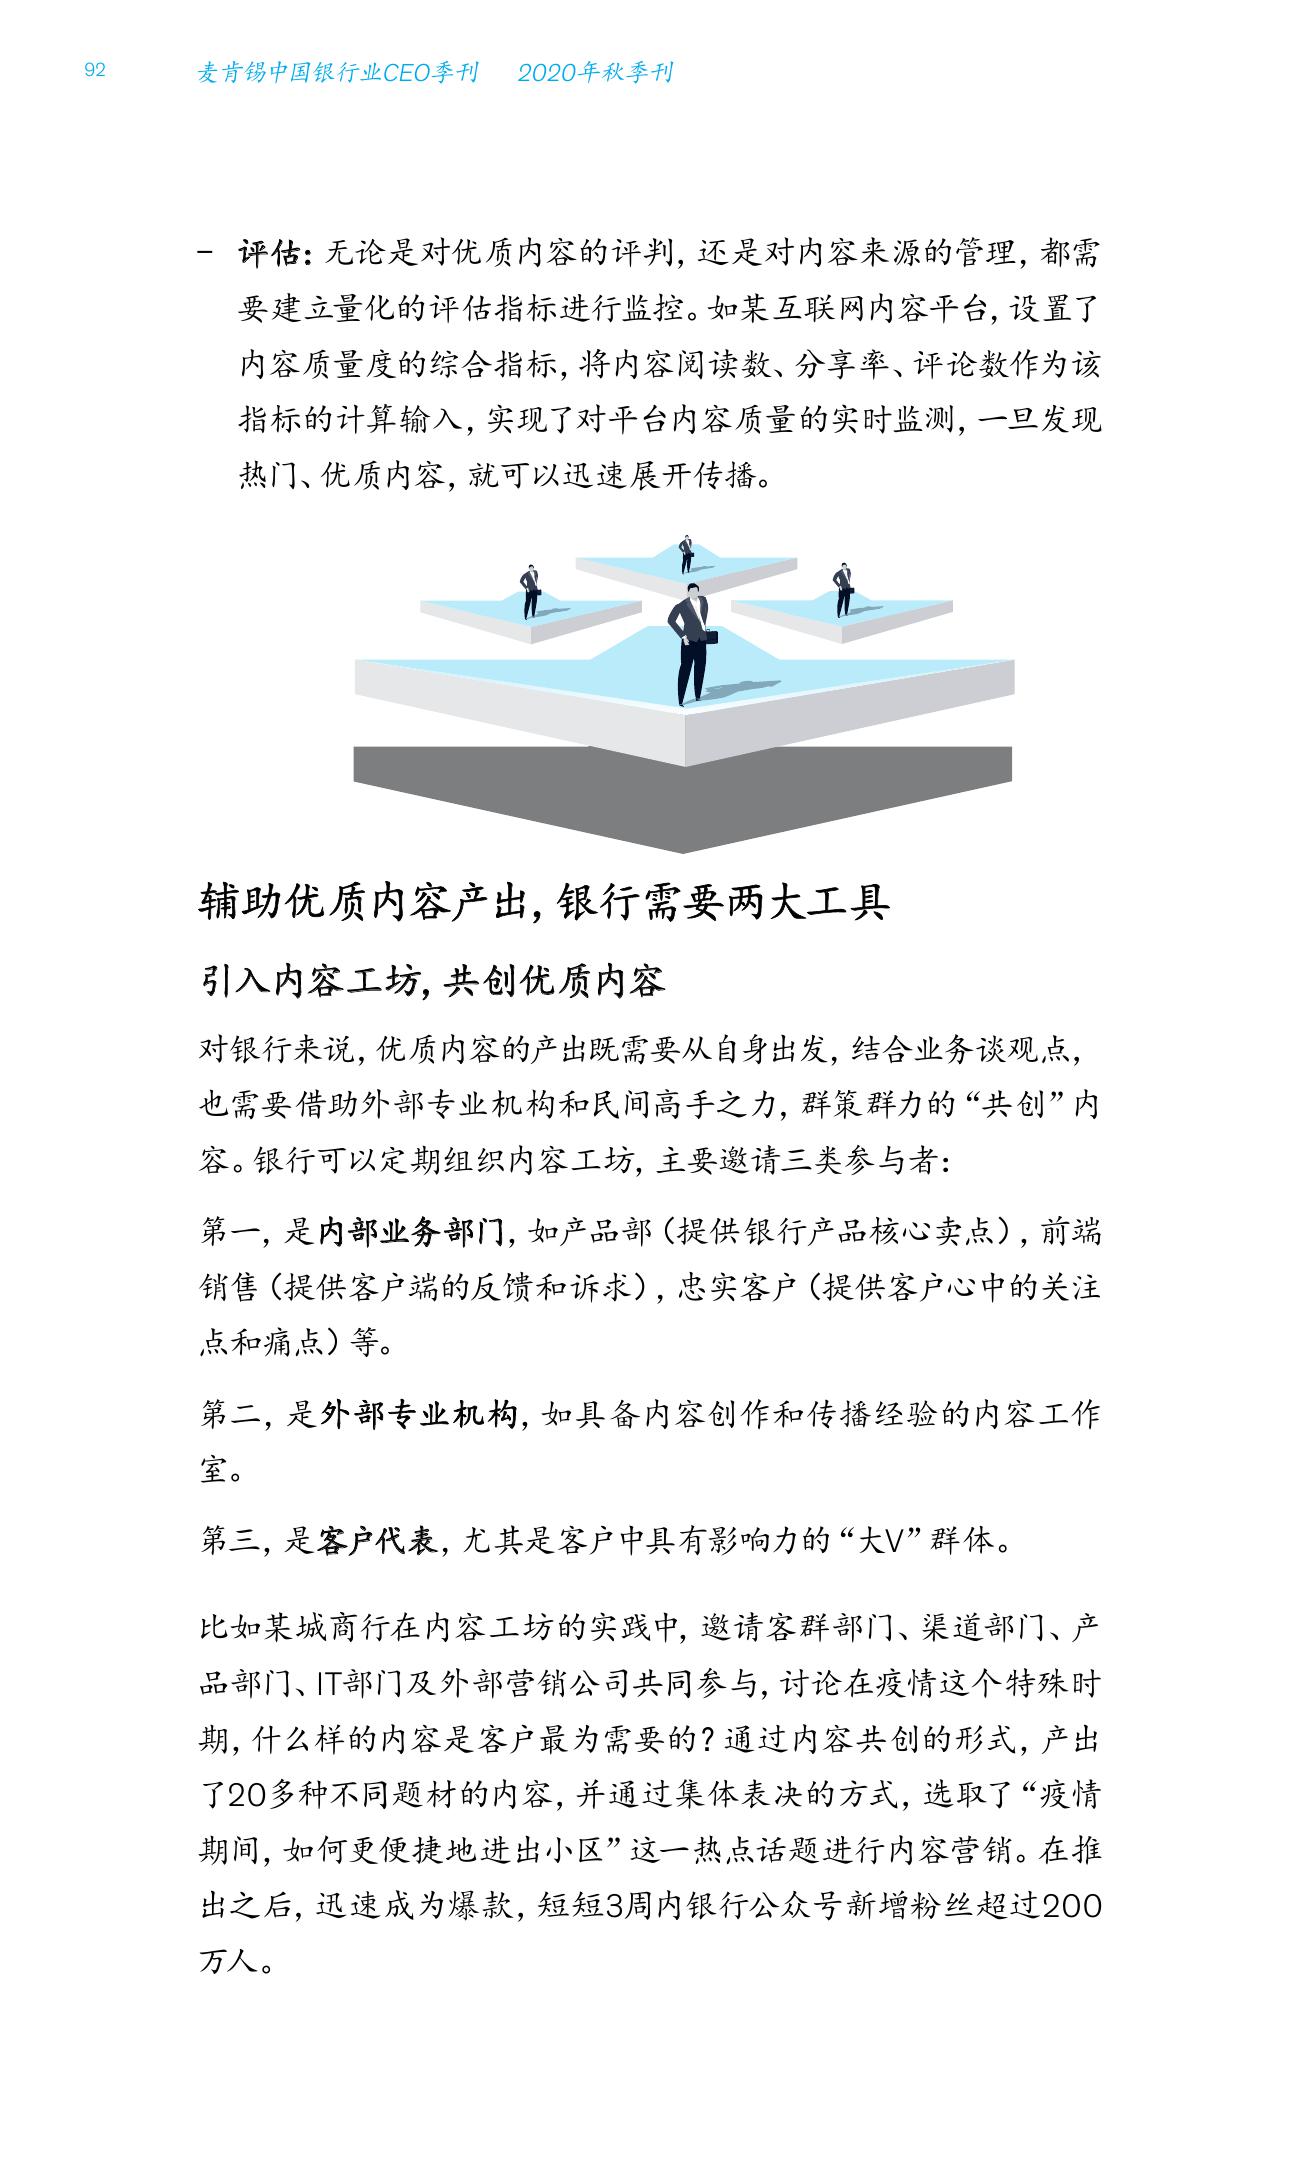 92
麦肯锡中国银行业CEO季刊 2020年秋季刊
– 评估：无论是对优质内容的评判，还是对内容来源的管理，都需
要建立量化的评估指标进行监控。如某互联网内容平台，设置了
内容质量度的综合指标，将内容阅读数、分享率、评论数作为该
指标的计算输入，实现了对平台内容质量的实时监测，一旦发现
热门、优质内容，就可以迅速展开传播。
辅助优质内容产出，银行需要两大工具
引入内容工坊，共创优质内容
对银行来说，优质内容的产出既需要从自身出发，结合业务谈观点，
也需要借助外部专业机构和民间高手之力，群策群力的“共创”内
容。银行可以定期组织内容工坊，主要邀请三类参与者：
第一，是内部业务部门，如产品部（提供银行产品核心卖点），前端
销售（提供客户端的反馈和诉求），忠实客户（提供客户心中的关注
点和痛点）等。
第二，是外部专业机构，如具备内容创作和传播经验的内容工作
室。
第三，是客户代表，尤其是客户中具有影响力的“大V”群体。
比如某城商行在内容工坊的实践中，邀请客群部门、渠道部门、产
品部门、IT部门及外部营销公司共同参与，讨论在疫情这个特殊时
期，什么样的内容是客户最为需要的？通过内容共创的形式，产出
了20多种不同题材的内容，并通过集体表决的方式，选取了“疫情
期间，如何更便捷地进出小区”这一热点话题进行内容营销。在推
出之后，迅速成为爆款，短短3周内银行公众号新增粉丝超过200
万人。